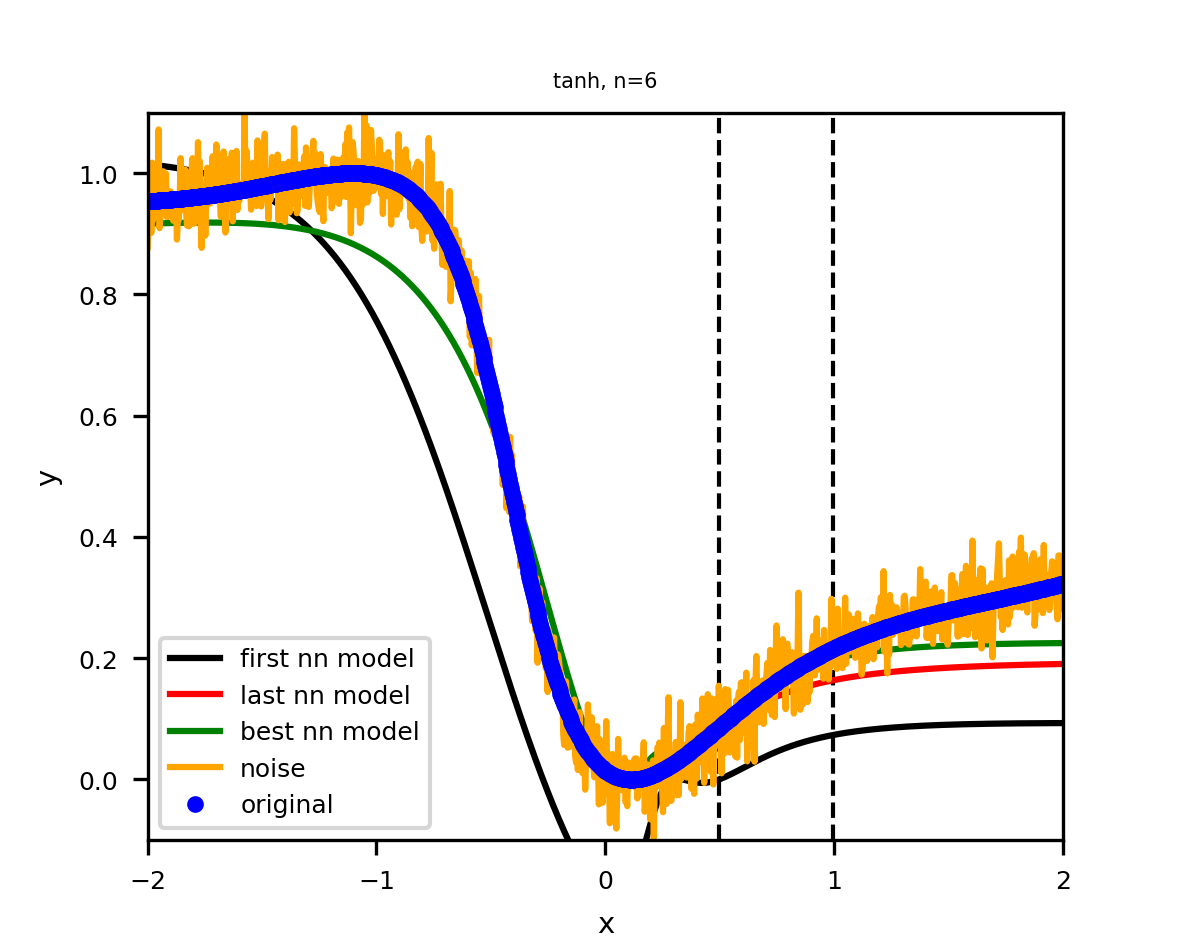 tanh, n=6
1.0
0.8
0.6
0.4
0.2
0.0
y
first nn model
last nn model
best nn model
noise
original
−2
−1
0
1
2
x